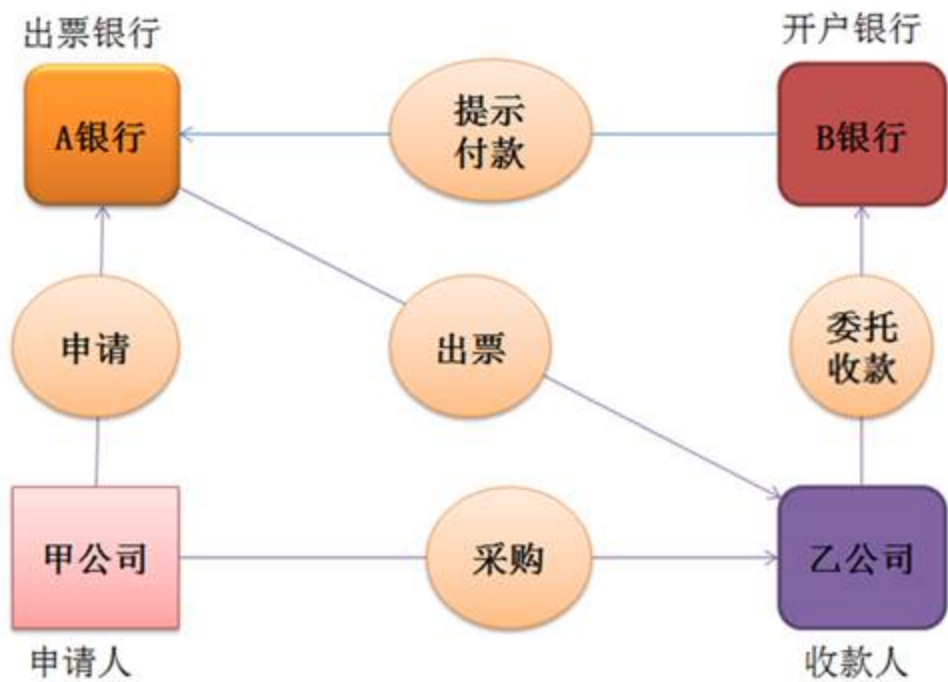 出票银行
开户银行
A银行
提示
付款
B银行
申请
出票
委托
收款
甲公司
采购
乙公司
申请人
收款人